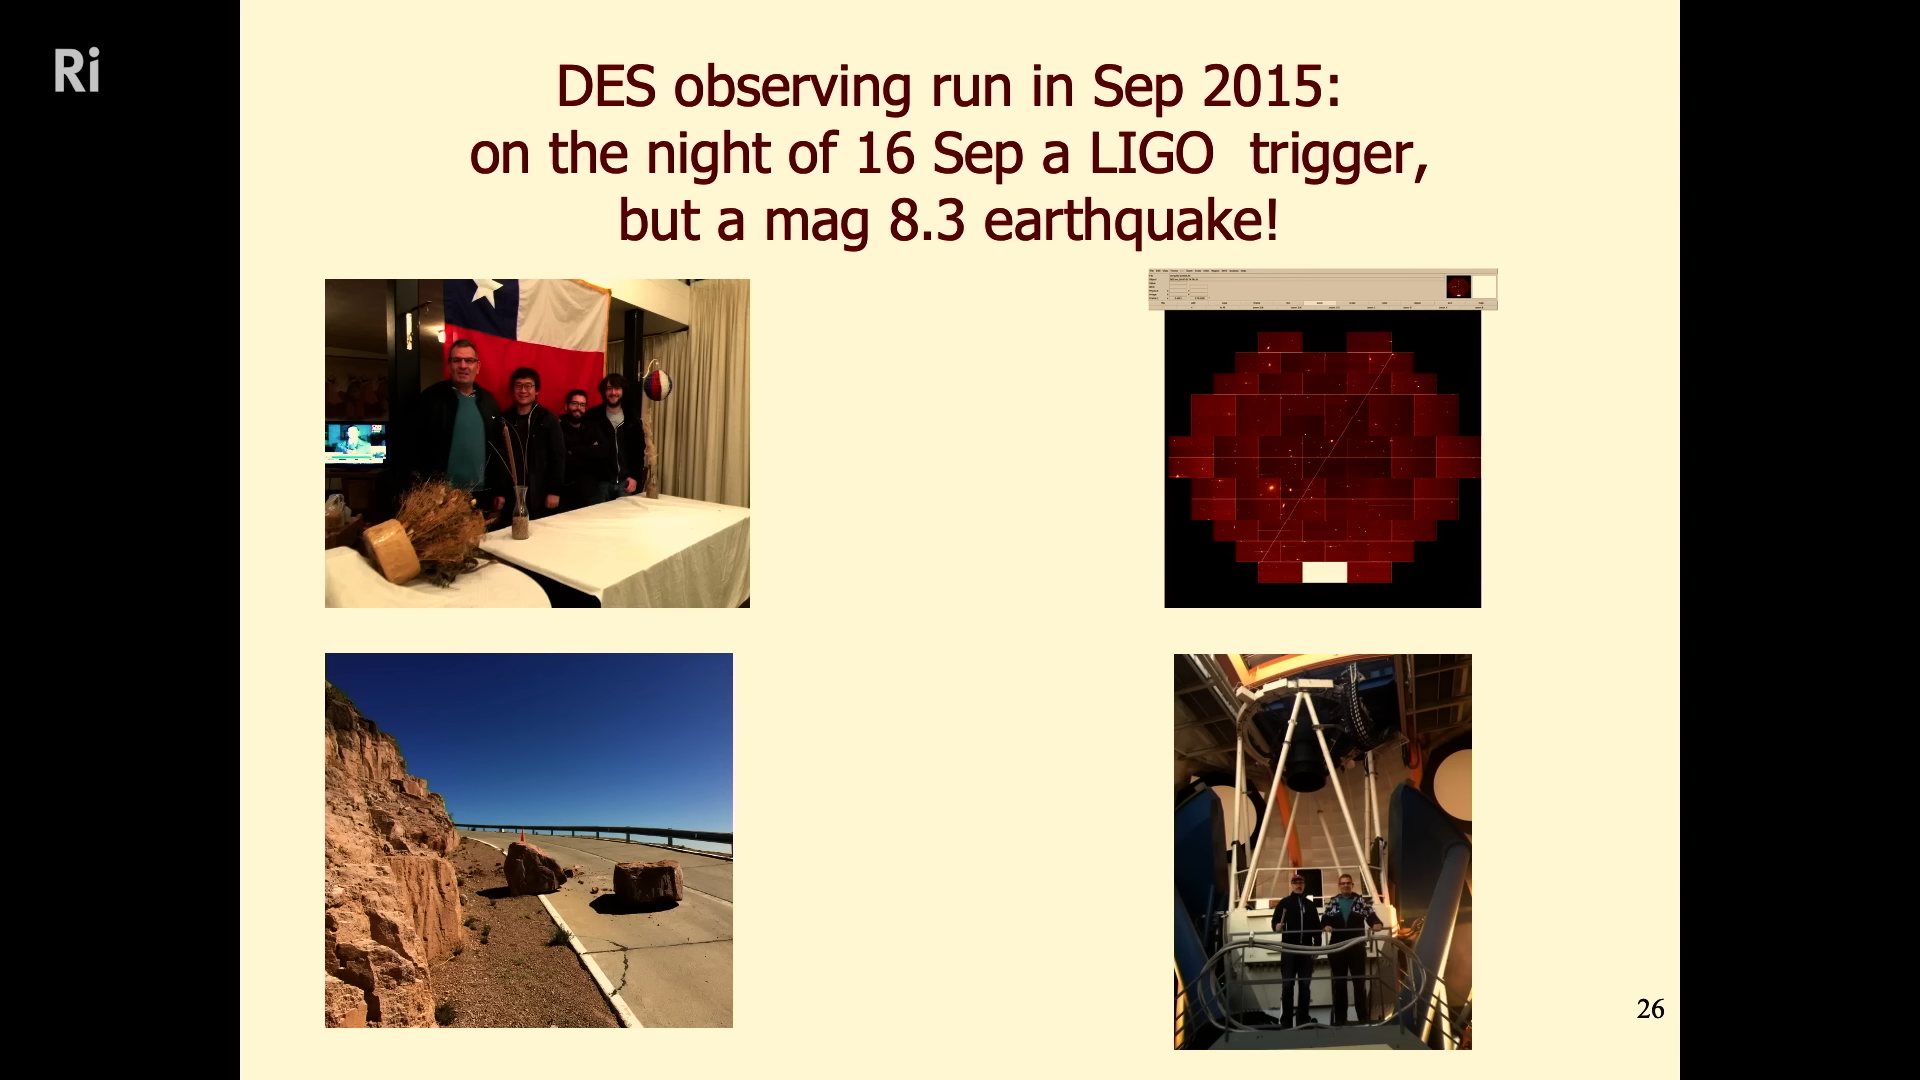 Ri
DES observing run in Sep 2015:
on the night of 16 Sep a LIGO trigger,
but a mag 8.3 earthquake!
26